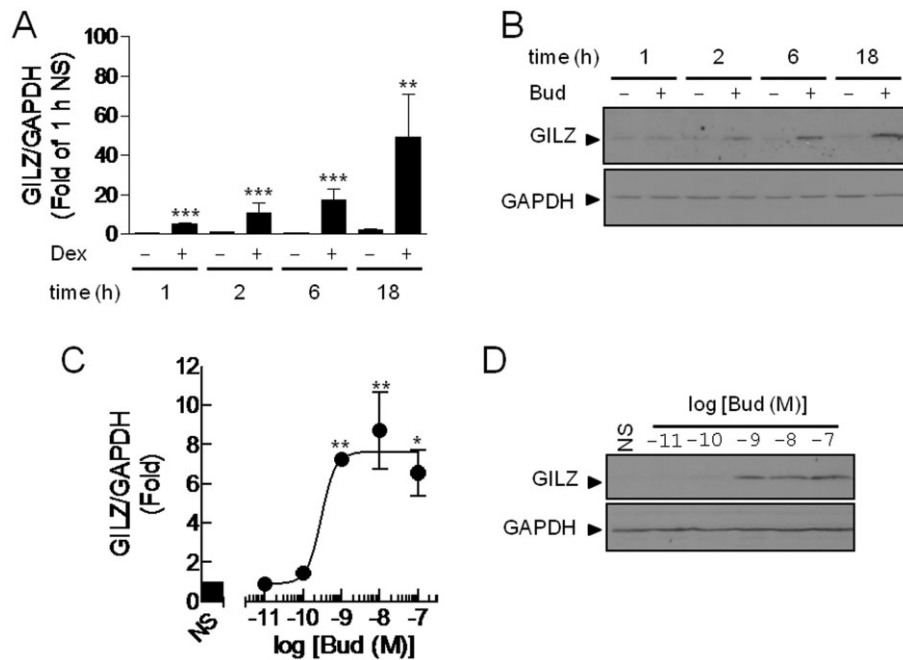 A
GILZ/GAPDH
(Fold of 1 h NS)
100
80
60
40
20
0
*** *** *** **
Dex – + – + – + – +
time (h) 1 2 6 18
B
time (h) 1 2 6 18
Bud – + – + – + – +
GILZ
GAPDH
C
GILZ/GAPDH
(Fold)
12
10
8
6
4
2
0
** ** *
NS -11 -10 -9 -8 -7
log [Bud (M)]
D
log [Bud (M)]
NS -11 -10 -9 -8 -7
GILZ
GAPDH